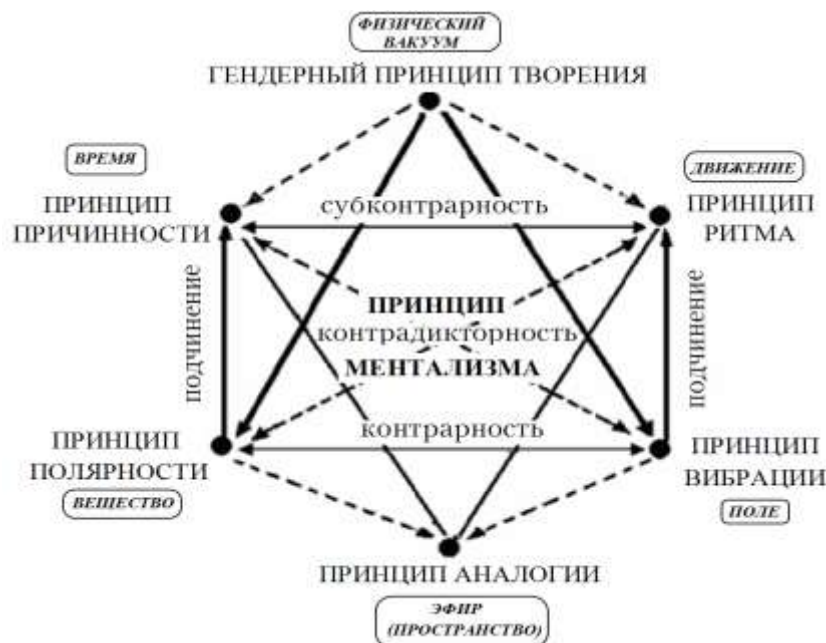 ФИЗИЧЕСКИЙ
ВАКУУМ
ГЕНДЕРНЫЙ ПРИНЦИП ТВОРЕНИЯ
ВРЕМЯ
ПРИНЦИП
ПРИЧИННОСТИ
ДВИЖЕНИЕ
ПРИНЦИП
РИТМА
субконтрарность
подчинение
ПРИНЦИП
контрадикторность
МЕНТАЛИЗМА
подчинение
контрарность
ПРИНЦИП
ПОЛЯРНОСТИ
ВЕЩЕСТВО
ПРИНЦИП
ВИБРАЦИИ
ПОЛЕ
ПРИНЦИП АНАЛОГИИ
ЭФИР
(ПРОСТРАНСТВО)